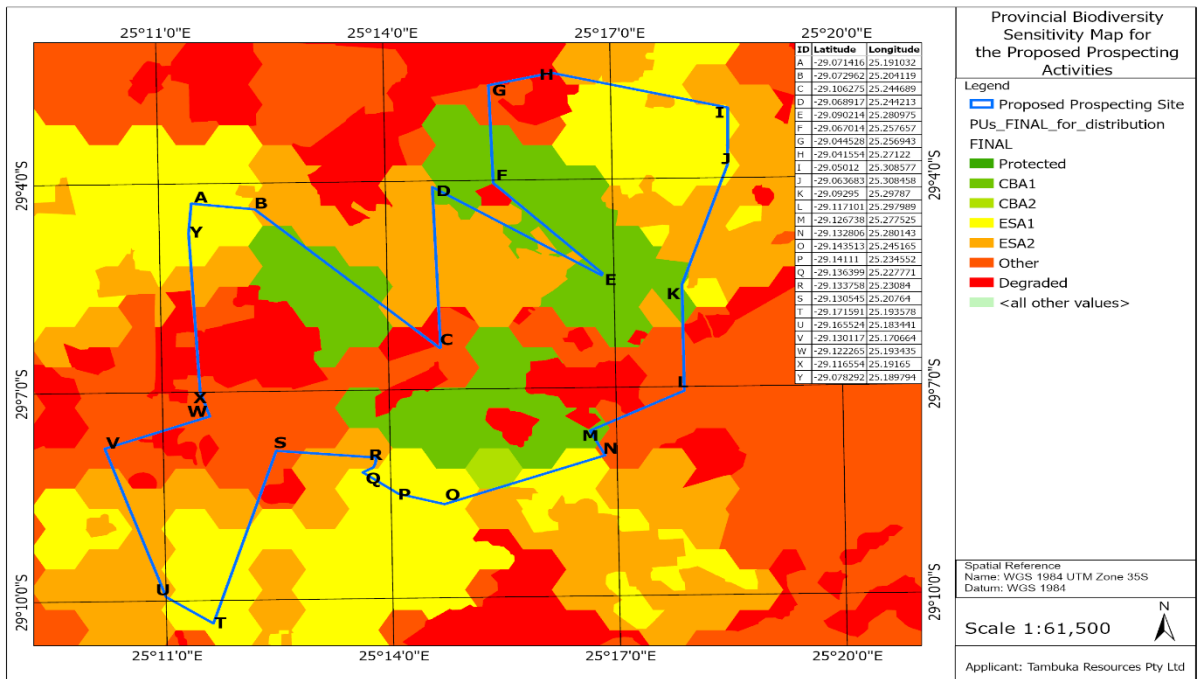 Provincial Biodiversity
Sensitivity Map for
the Proposed Prospecting
Activities
Legend
Proposed Prospecting Site
PUs_FINAL_for_distribution
FINAL
Protected
CBA1
CBA2
ESA1
ESA2
Other
Degraded
<all other values>
Spatial Reference
Name: WGS 1984 UTM Zone 35S
Datum: WGS 1984
Scale 1:61,500
N
Applicant: Tambuka Resources Pty Ltd
25°11'0"E 25°14'0"E 25°17'0"E 25°20'0"E
29°4'0"S
29°7'0"S
29°10'0"S
29°4'0"S
29°7'0"S
29°10'0"S
25°11'0"E 25°14'0"E 25°17'0"E 25°20'0"E
ID Latitude Longitude
A -29.071416 25.191032
B -29.072962 25.204119
C -29.106275 25.244689
D -29.068917 25.244213
E -29.090214 25.280975
F -29.067014 25.257657
G -29.044528 25.256943
H -29.041554 25.27122
I -29.05012 25.308577
J -29.063683 25.308458
K -29.09295 25.29787
L -29.117101 25.297989
M -29.126738 25.277525
N -29.132806 25.280143
O -29.143513 25.245165
P -29.14111 25.234552
Q -29.136399 25.227771
R -29.133758 25.23084
S -29.130545 25.20764
T -29.171591 25.193578
U -29.165524 25.183441
V -29.130117 25.170664
W -29.122265 25.193435
X -29.116554 25.19165
Y -29.078292 25.189794
H
G
I
J
F
D
A
B
Y
E
K
C
L
X
W
M
V
S
N
R
Q
P
O
U
T